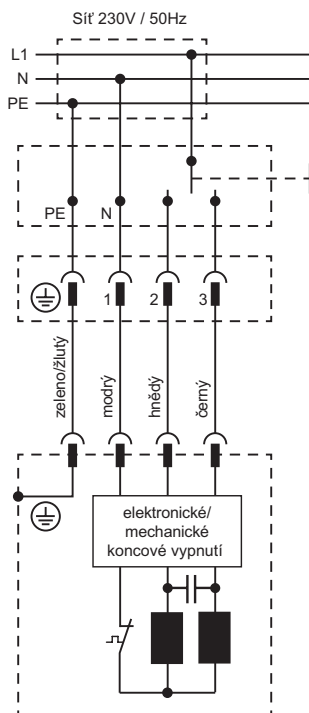 Síť 230V / 50Hz
L1
N
PE
PE N
1 2 3
zeleno/žlutý
modrý
hnědý
černý
elektronické/
mechanické
koncové vypnutí